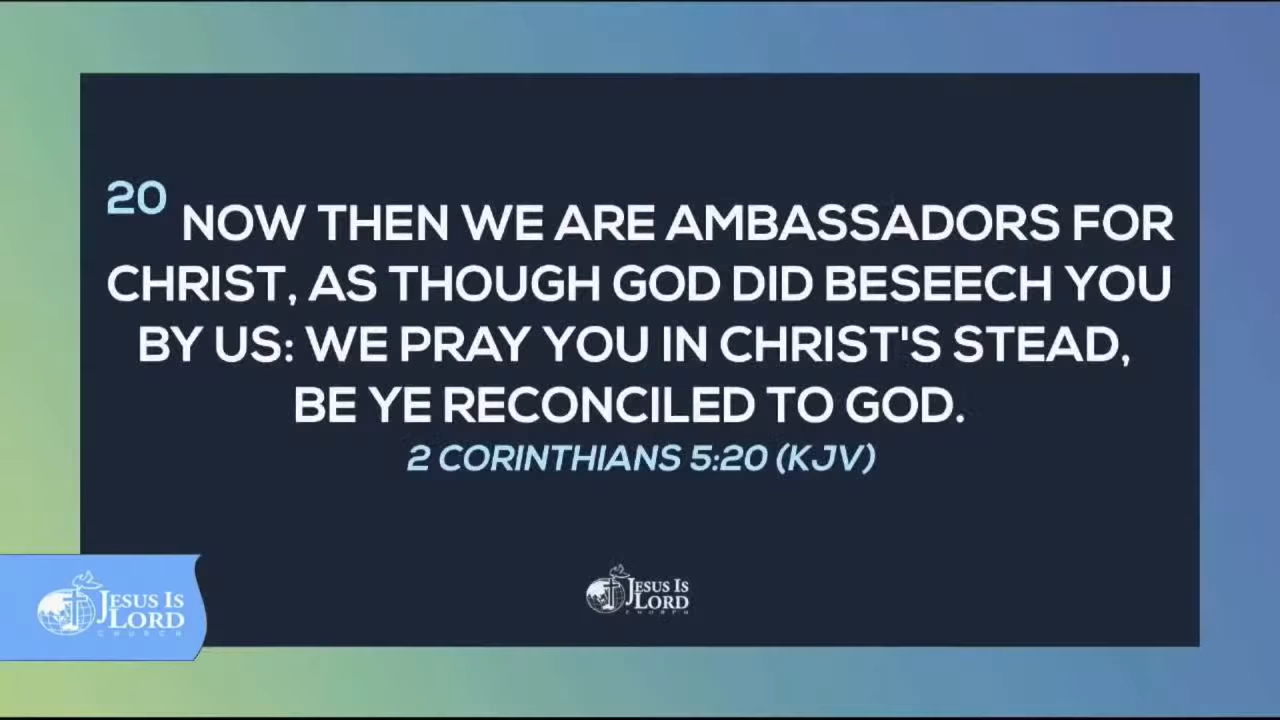 20 NOW THEN WE ARE AMBASSADORS FOR
CHRIST, AS THOUGH GOD DID BESEECH YOU
BY US: WE PRAY YOU IN CHRIST'S STEAD,
BE YE RECONCILED TO GOD.
2 CORINTHIANS 5:20 (KJV)
JESUS IS
LORD
CHURCH
JESUS IS
LORD
CHURCH